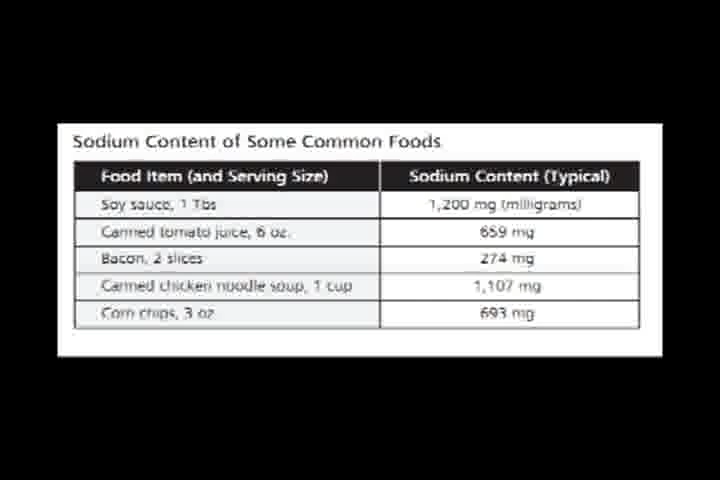 Sodium Content of Some Common Foods
Food Item (and Serving Size) Sodium Content (Typical)
Soy sauce, 1 Tbs 1,200 mg (milligrams)
Canned tomato juice, 6 oz. 659 mg
Bacon, 2 slices 274 mg
Canned chicken noodle soup, 1 cup 1,107 mg
Corn chips, 3 oz 693 mg